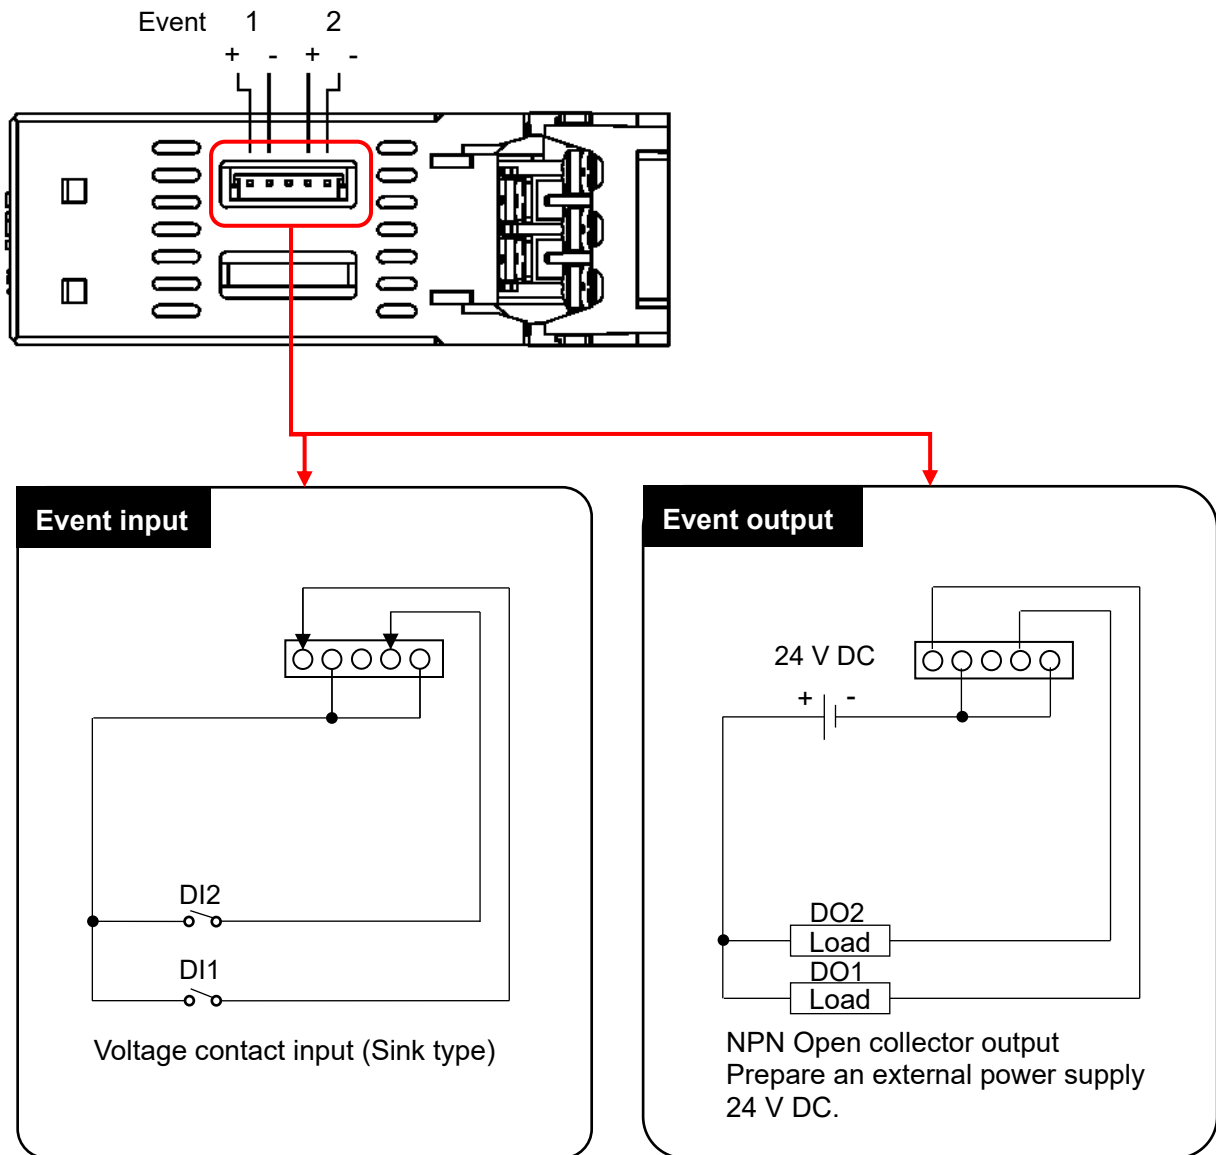 Event 1 2
+ - + -
Event input
Event output
24 V DC
+ -
DI2
DI1
Voltage contact input (Sink type)
DO2
Load
DO1
Load
NPN Open collector output
Prepare an external power supply
24 V DC.